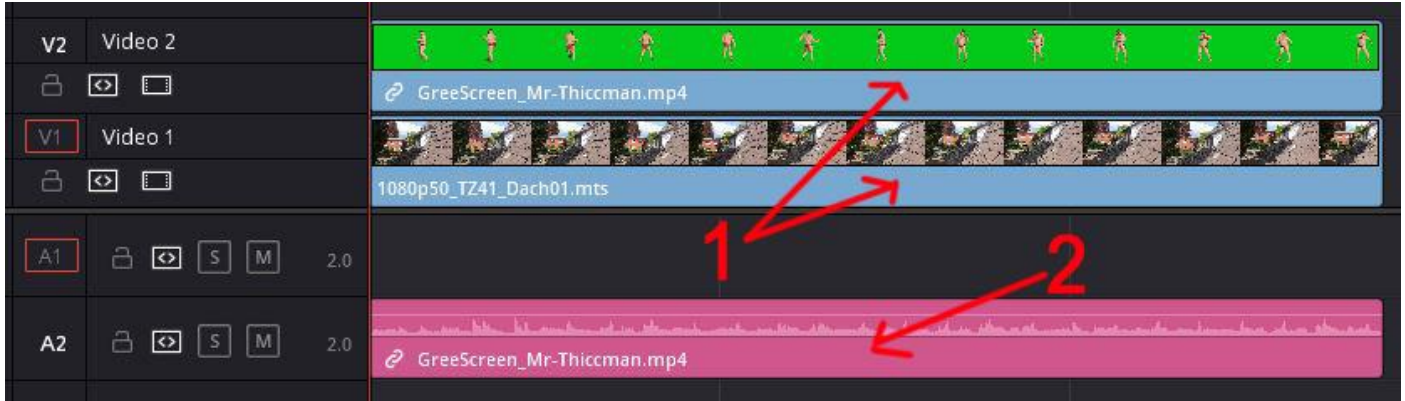 V2 Video 2
GreeScreen_Mr-Thiccman.mp4
V1 Video 1
1080p50_TZ41_Dach01.mts
1
A1 S M 2.0
2
A2 S M 2.0
GreeScreen_Mr-Thiccman.mp4